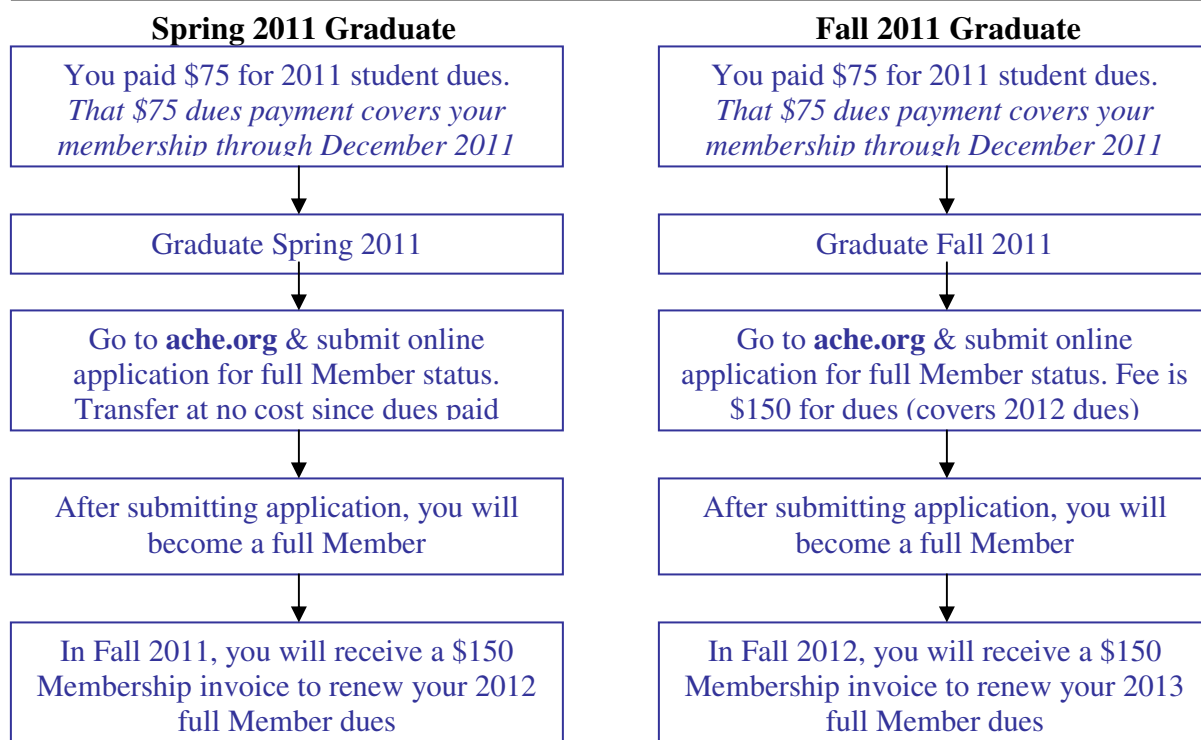 Spring 2011 Graduate
You paid $75 for 2011 student dues.
That $75 dues payment covers your
membership through December 2011
Graduate Spring 2011
Go to ache.org & submit online
application for full Member status.
Transfer at no cost since dues paid
After submitting application, you will
become a full Member
In Fall 2011, you will receive a $150
Membership invoice to renew your 2012
full Member dues
Fall 2011 Graduate
You paid $75 for 2011 student dues.
That $75 dues payment covers your
membership through December 2011
Graduate Fall 2011
Go to ache.org & submit online
application for full Member status. Fee is
$150 for dues (covers 2012 dues)
After submitting application, you will
become a full Member
In Fall 2012, you will receive a $150
Membership invoice to renew your 2013
full Member dues